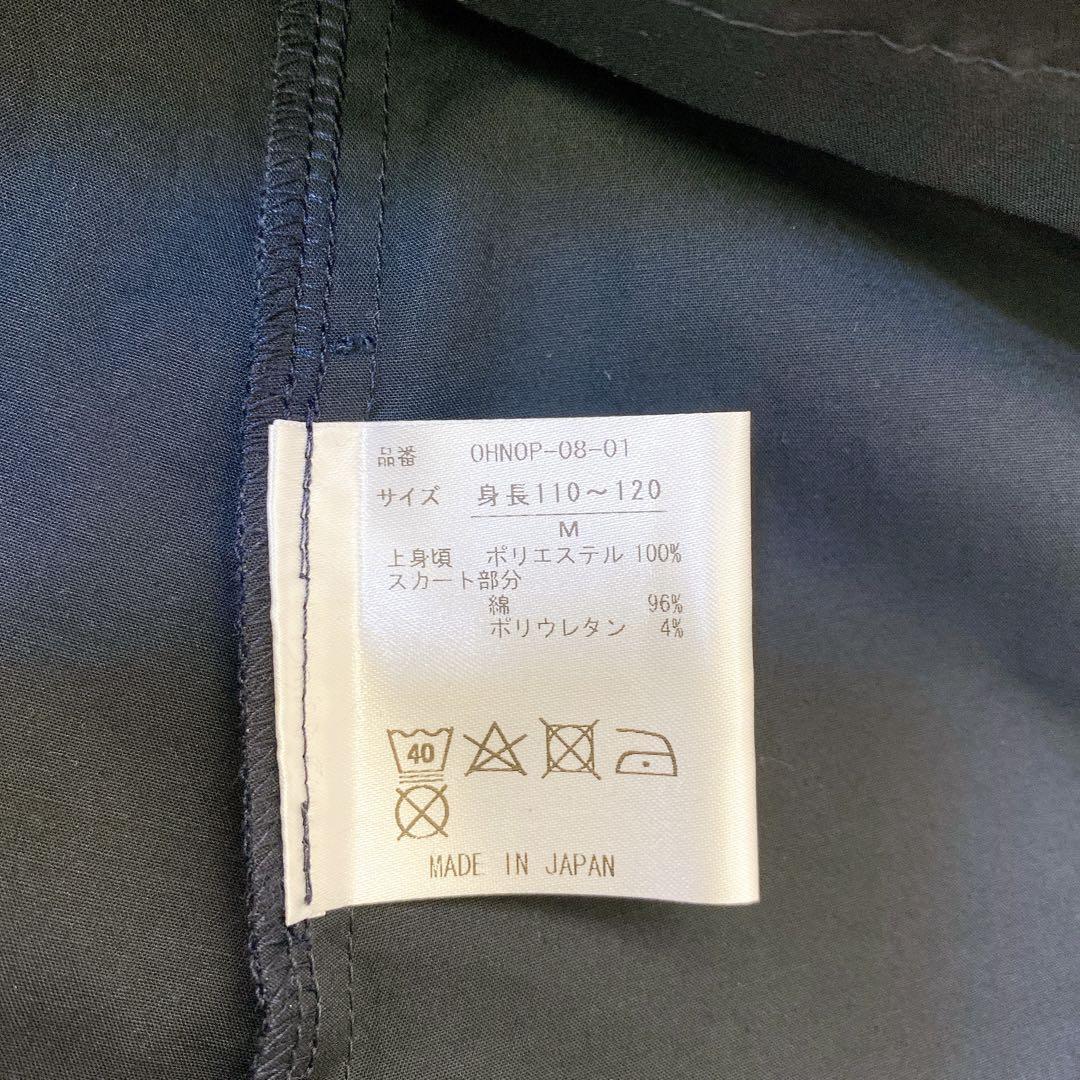 品番 OHNOP-08-01
サイズ 身長110〜120
M
上身頃 ポリエステル 100%
スカート部分
綿 96%
ポリウレタン 4%
40
MADE IN JAPAN